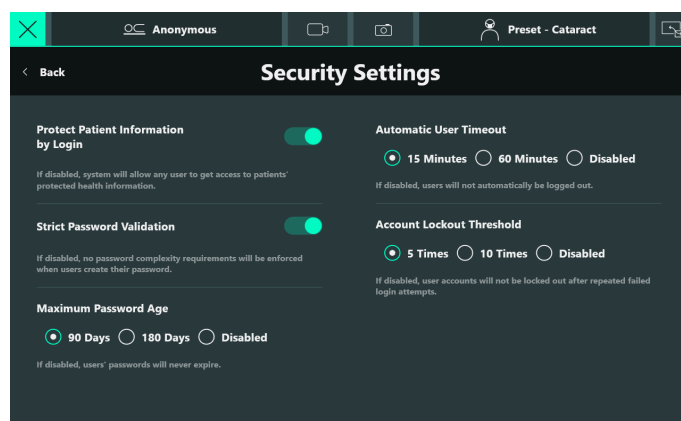 Anonymous
Preset - Cataract
Back
Security Settings
Protect Patient Information
by Login
If disabled, system will allow any user to get access to patients'
protected health information.
Strict Password Validation
If disabled, no password complexity requirements will be enforced
when users create their password.
Maximum Password Age
90 Days
180 Days
Disabled
If disabled, users' passwords will never expire.
Automatic User Timeout
15 Minutes
60 Minutes
Disabled
If disabled, users will not automatically be logged out.
Account Lockout Threshold
5 Times
10 Times
Disabled
If disabled, user accounts will not be locked out after repeated failed
login attempts.